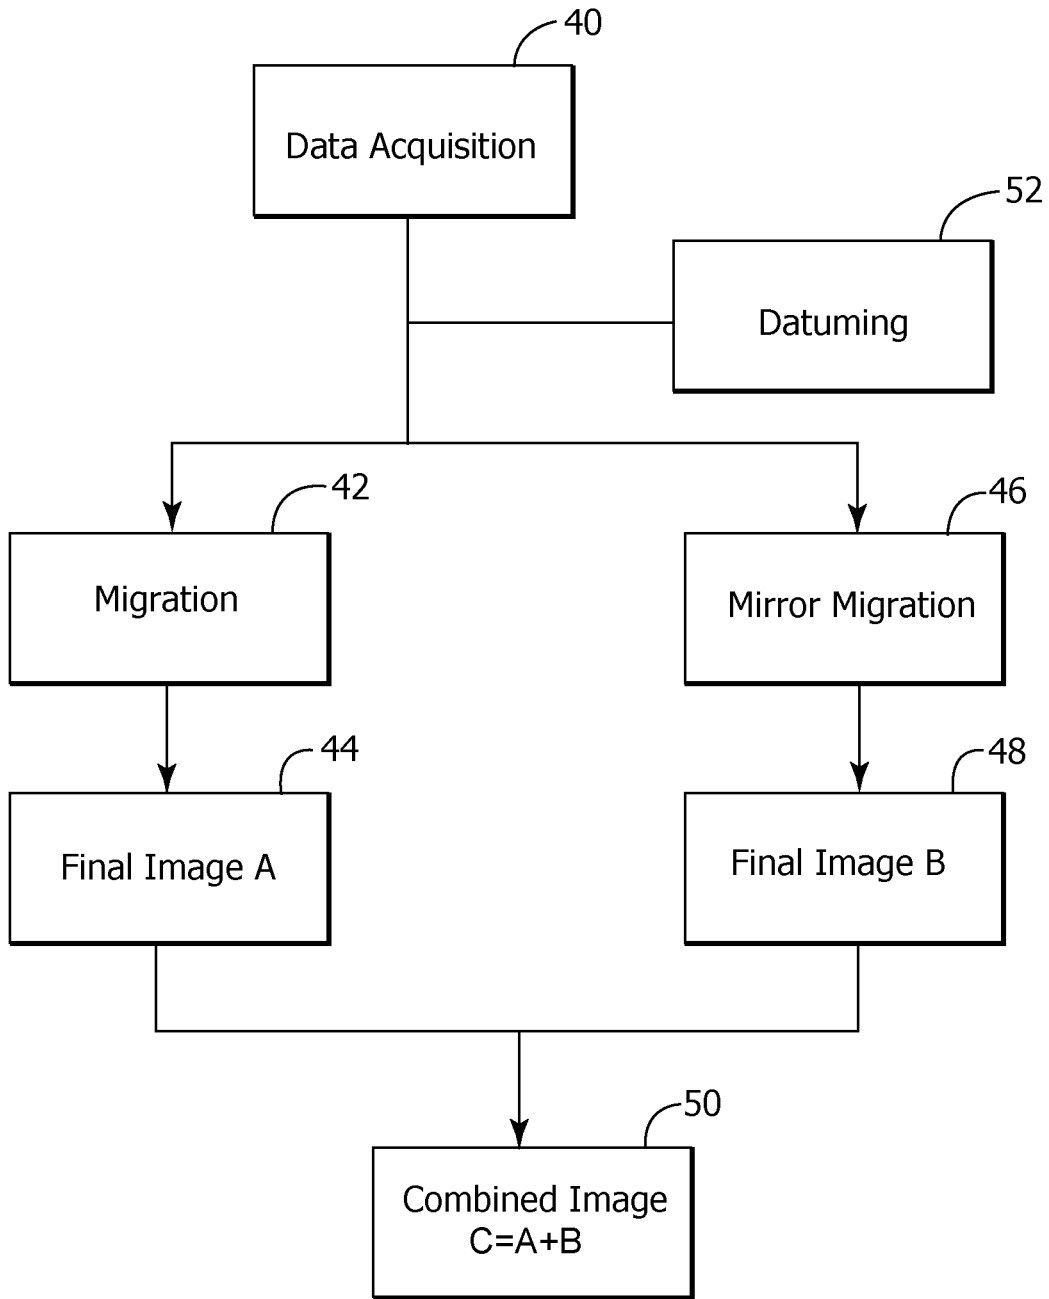 40
Data Acquisition
52
Datuming
42
Migration
46
Mirror Migration
44
Final Image A
48
Final Image B
50
Combined Image
C=A+B